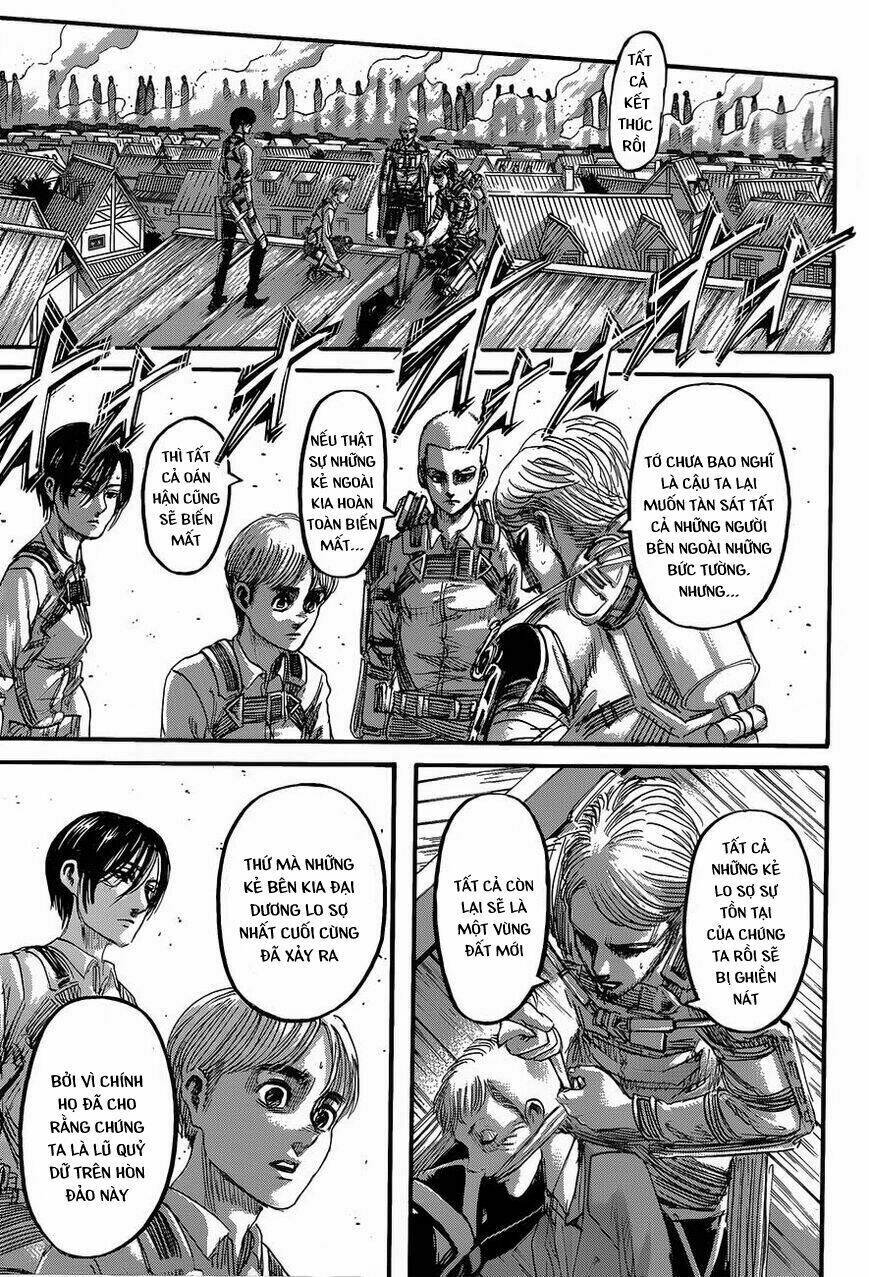 TẤT
CẢ
KẾT
THÚC
RỒI
TỚ CHƯA BAO NGHĨ
LÀ CẬU TA LẠI
MUỐN TÀN SÁT TẤT
CẢ NHỮNG NGƯỜI
BÊN NGOÀI NHỮNG
BỨC TƯỜNG,
NHƯNG...
NẾU THẬT
SỰ NHỮNG
KẺ NGOÀI
KIA HOÀN
TOÀN BIẾN
MẤT...
THÌ TẤT
CẢ OÁN
HẬN CŨNG
SẼ BIẾN
MẤT
TẤT CẢ
NHỮNG KẺ
LO SỢ SỰ
TỒN TẠI
CỦA CHÚNG
TA RỒI SẼ
BỊ GHIỀN
NÁT
TẤT CẢ CÒN
LẠI SẼ LÀ
MỘT VÙNG
ĐẤT MỚI
THỨ MÀ NHỮNG
KẺ BÊN KIA ĐẠI
DƯƠNG LO SỢ
NHẤT CUỐI CÙNG
ĐÃ XẢY RA
BỞI VÌ CHÍNH
HỌ ĐÃ CHO
RẰNG CHÚNG
TA LÀ LŨ QUỶ
DỮ TRÊN HÒN
ĐẢO NÀY